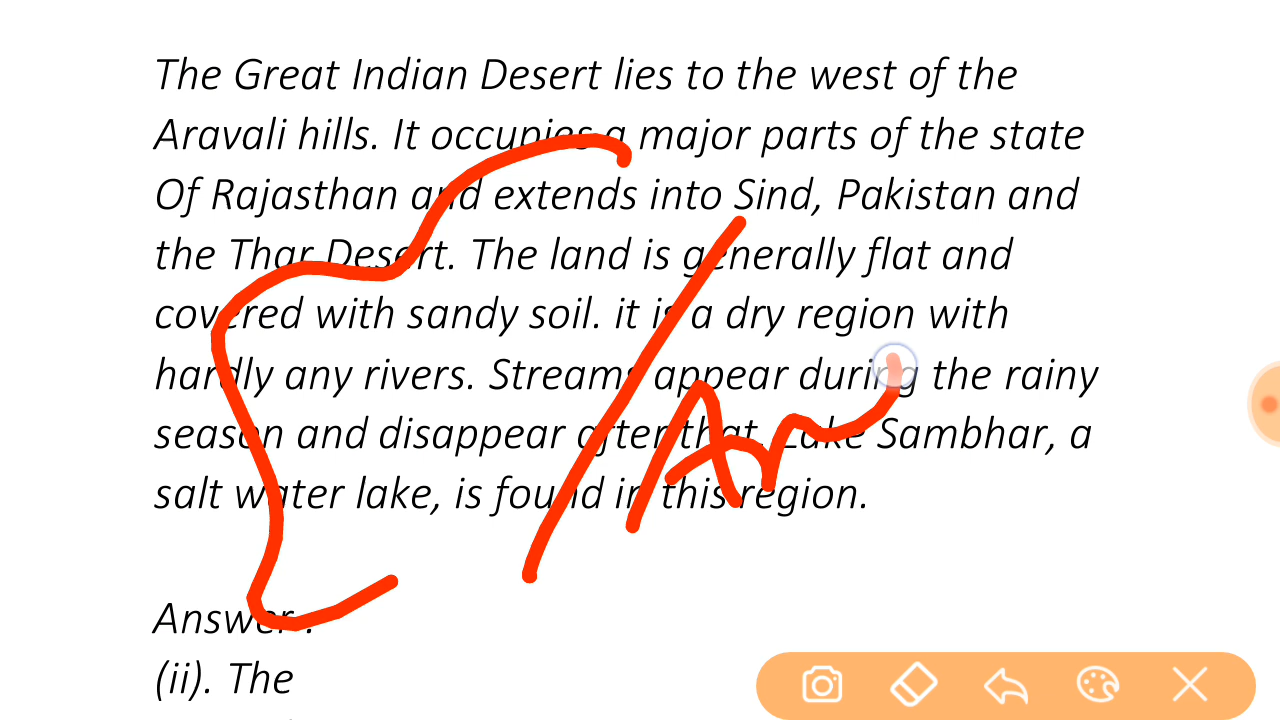 The Great Indian Desert lies to the west of the
Aravali hills. It occupies a major parts of the state
Of Rajasthan and extends into Sind, Pakistan and
the Thar Desert. The land is generally flat and
covered with sandy soil. it is a dry region with
hardly any rivers. Streams appear during the rainy
season and disappear after that. Lake Sambhar, a
salt water lake, is found in this region.
Answer :
(ii). The